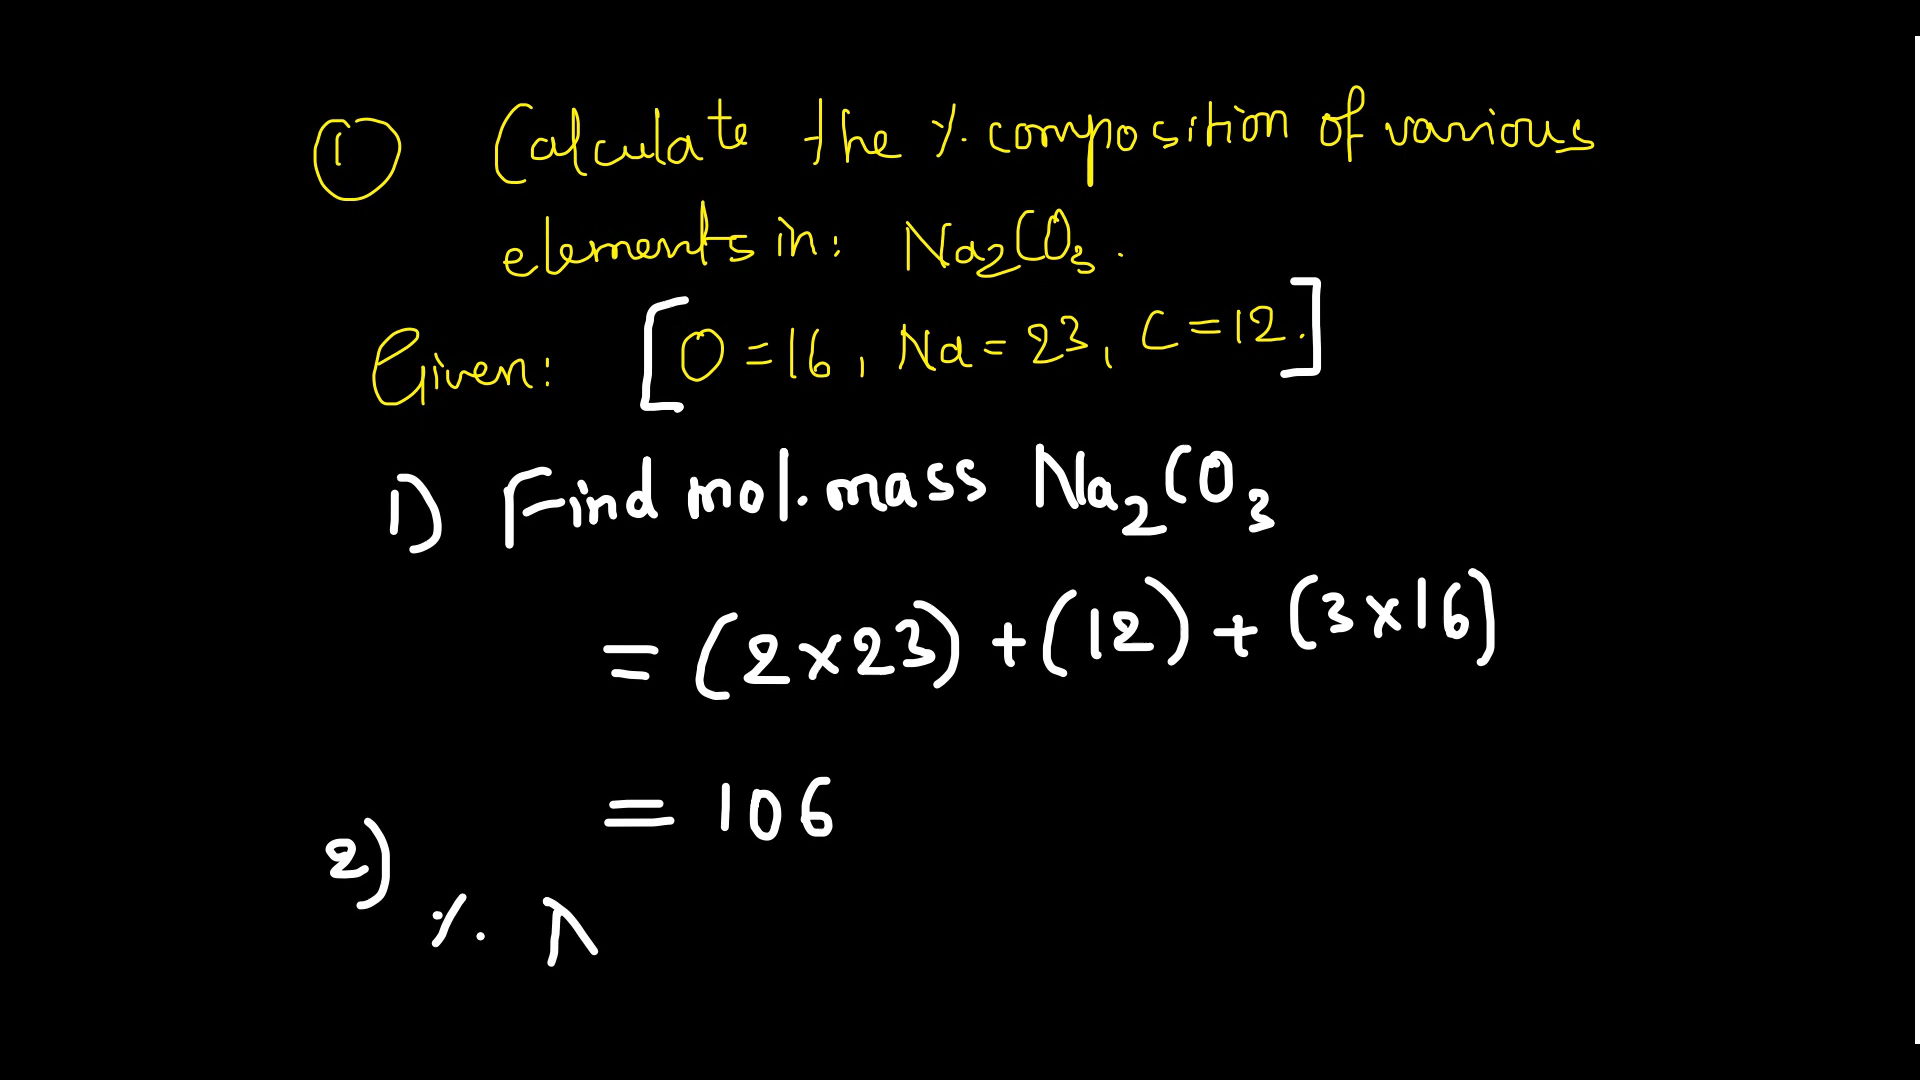 ① Calculate the % composition of various
elements in: Na₂CO₃.
Given: [O = 16, Na = 23, C = 12.]
1) Find mol. mass Na₂CO₃
= (2×23) + (12) + (3×16)
= 106
2)
%